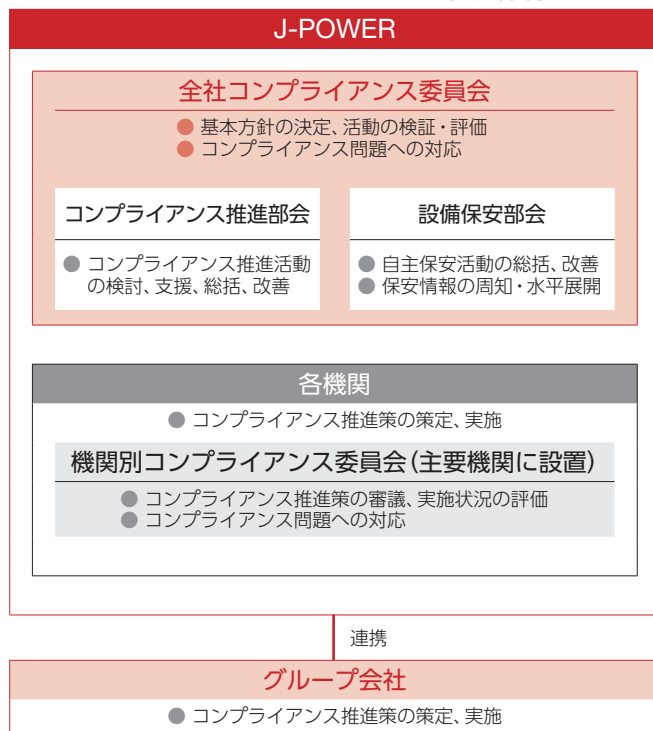 J-POWER
全社コンプライアンス委員会
● 基本方針の決定、活動の検証・評価
● コンプライアンス問題への対応
コンプライアンス推進部会
● コンプライアンス推進活動
の検討、支援、総括、改善
設備保安部会
● 自主保安活動の総括、改善
● 保安情報の周知・水平展開
各機関
● コンプライアンス推進策の策定、実施
機関別コンプライアンス委員会(主要機関に設置)
● コンプライアンス推進策の審議、実施状況の評価
● コンプライアンス問題への対応
連携
グループ会社
● コンプライアンス推進策の策定、実施